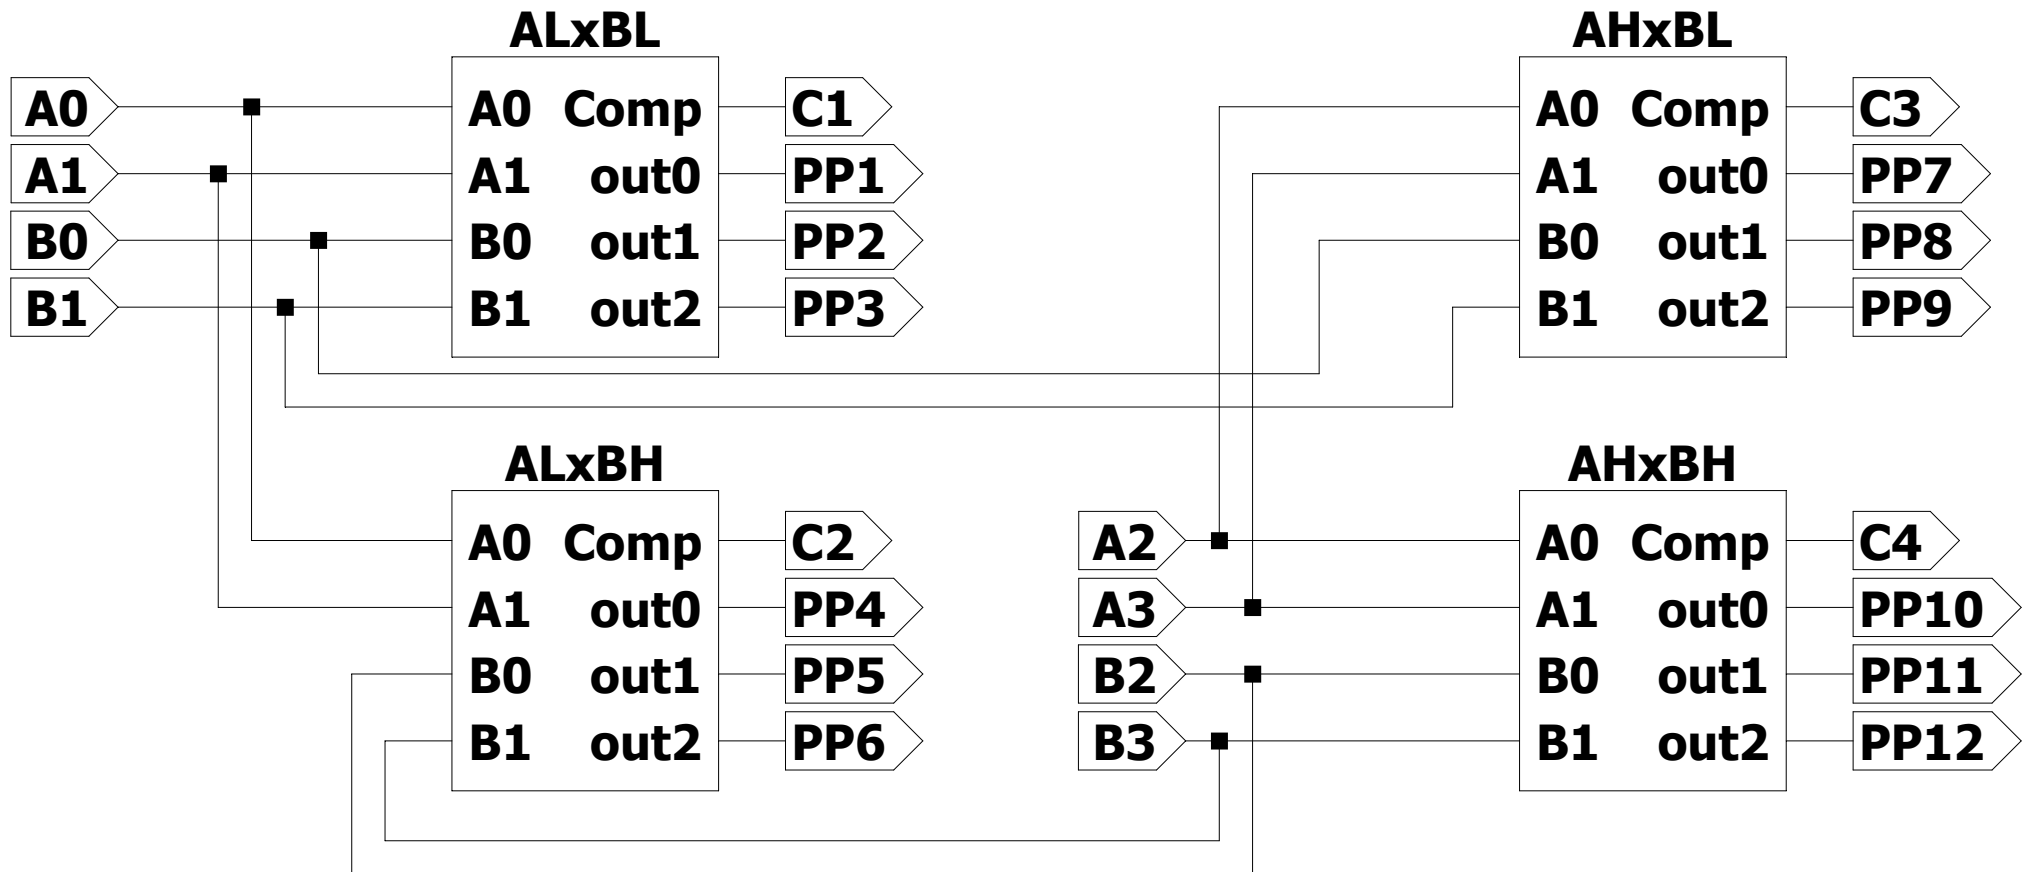 ALxBL
A0
A1
B0
B1
A0 Comp
A1 out0
B0 out1
B1 out2
C1
PP1
PP2
PP3
AHxBL
A0 Comp
A1 out0
B0 out1
B1 out2
C3
PP7
PP8
PP9
ALxBH
A0 Comp
A1 out0
B0 out1
B1 out2
C2
PP4
PP5
PP6
AHxBH
A2
A3
B2
B3
A0 Comp
A1 out0
B0 out1
B1 out2
C4
PP10
PP11
PP12